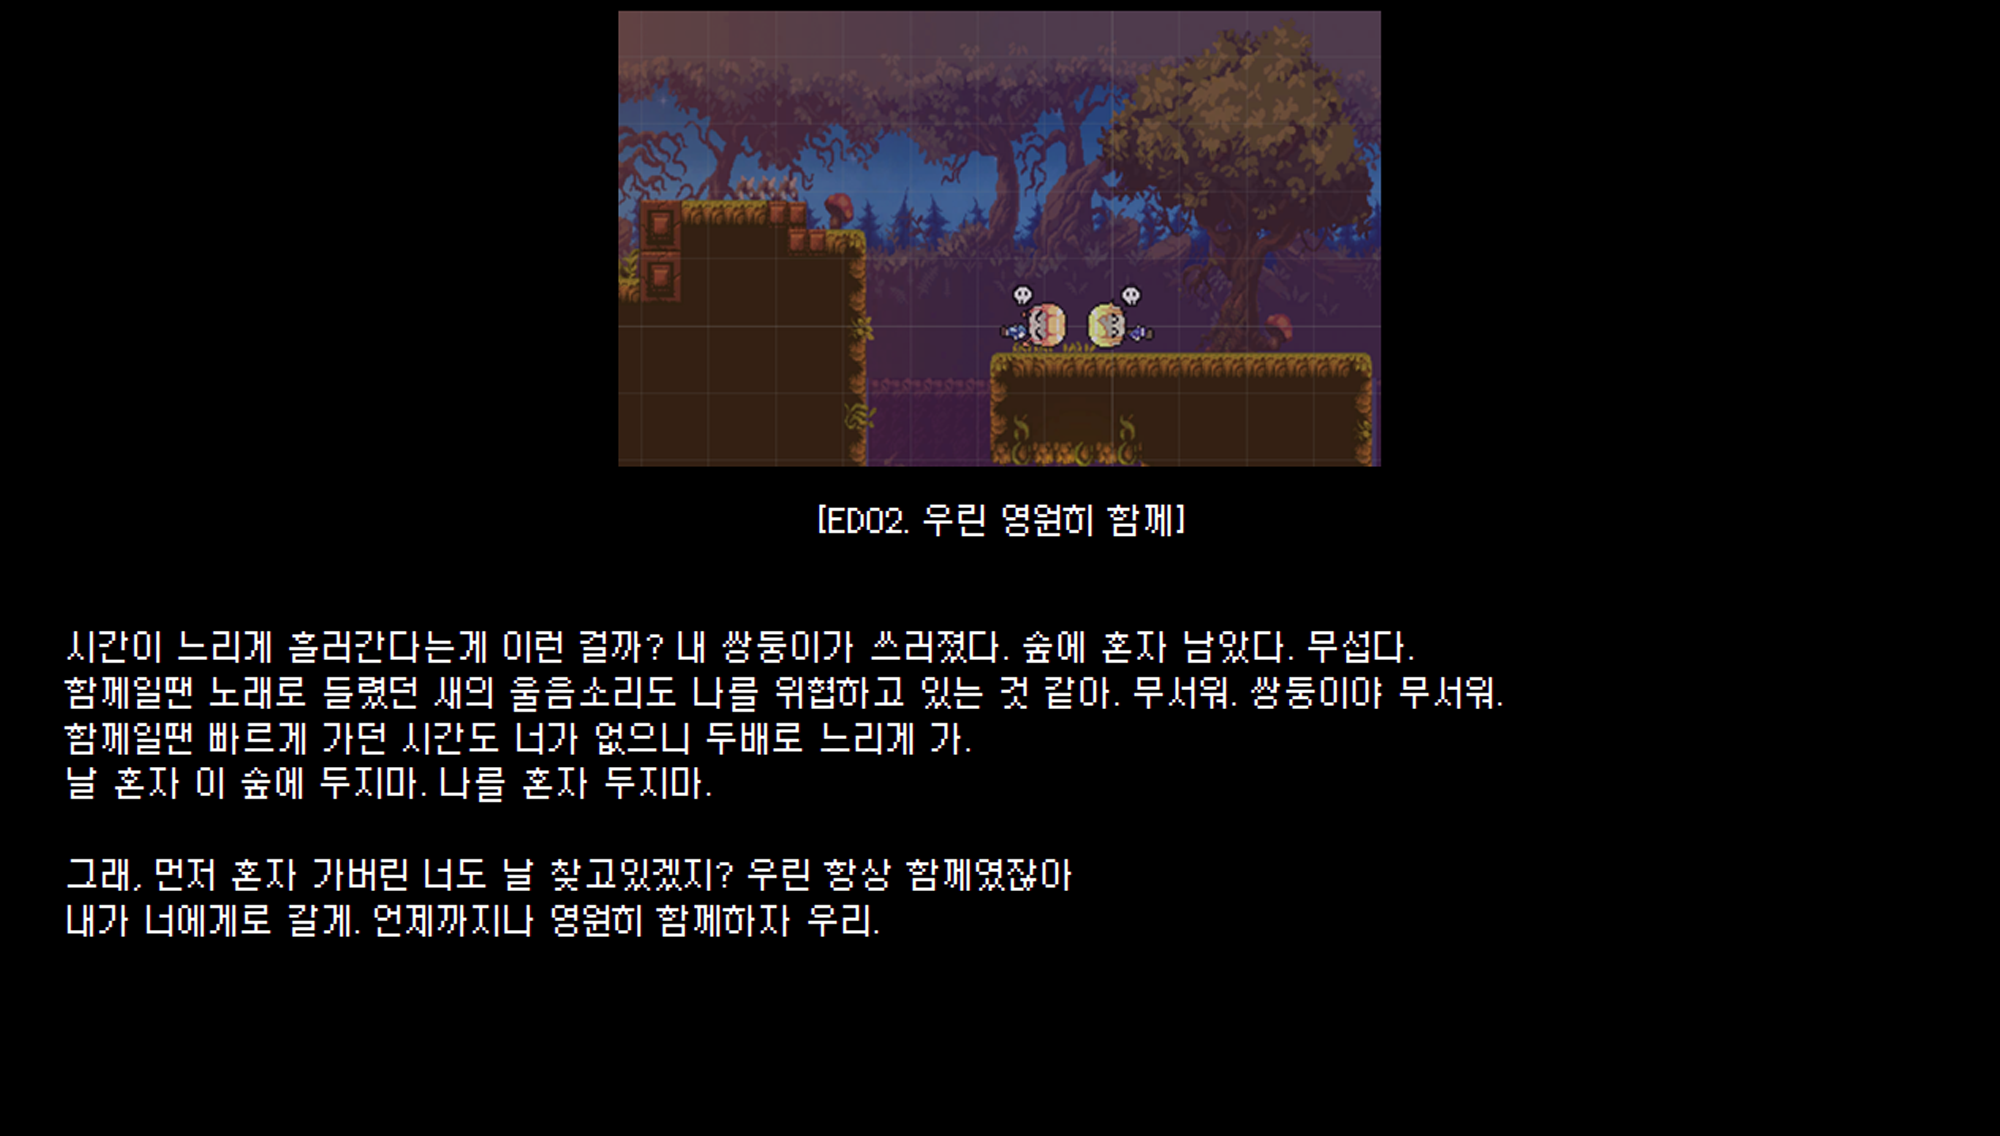 [ED02. 우린 영원히 함께]
시간이 느리게 흘러간다는게 이런 걸까? 내 쌍둥이가 쓰러졌다. 숲에 혼자 남았다. 무섭다.
함께일땐 노래로 들렸던 새의 울음소리도 나를 위협하고 있는 것 같아. 무서워. 쌍둥이야 무서워.
함께일땐 빠르게 가던 시간도 너가 없으니 두배로 느리게 가.
날 혼자 이 숲에 두지마. 나를 혼자 두지마.
그래, 먼저 혼자 가버린 너도 날 찾고있겠지? 우린 항상 함께였잖아
내가 너에게로 갈게. 언제까지나 영원히 함께하자 우리.